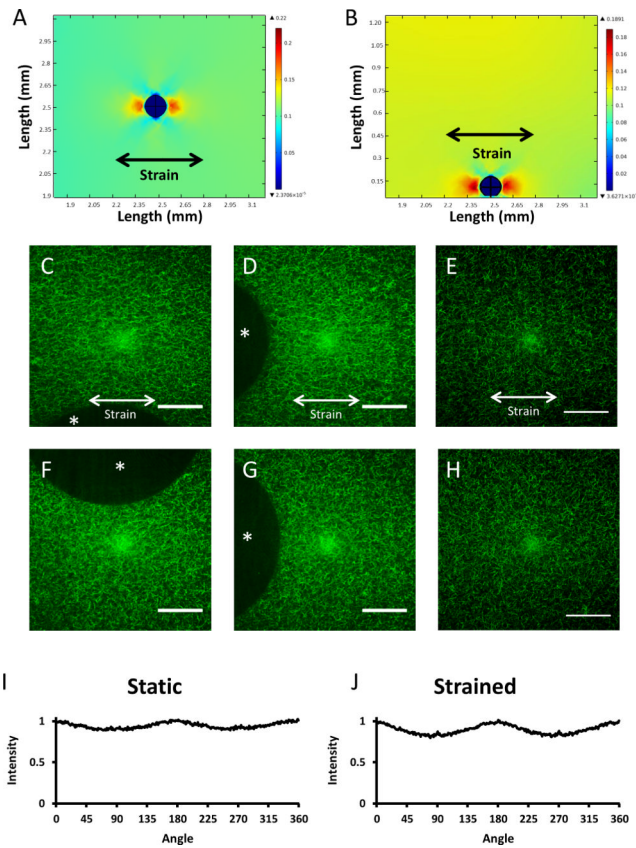 A
B
Length (mm)
3.1
2.95
2.8
2.65
2.5
2.35
2.2
2.05
1.9
Strain
1.9 2.05 2.2 2.35 2.5 2.65 2.8 2.95 3.1
Length (mm)
▲ 0.22
0.2
0.15
0.1
0.05
Length (mm)
1.2
1.05
0.9
0.75
0.6
0.45
0.3
0.15
Strain
2.05 2.2 2.35 2.5 2.65 2.8 2.95 3.1
Length (mm)
▲ 0.1891
0.18
0.16
0.14
0.12
0.1
0.08
0.06
0.04
0.02
C
D
E
*
Strain
*
Strain
Strain
F
G
H
*
*
I
Static
J
Strained
Intensity
1
0.5
0
0 45 90 135 180 225 270 315 360
Angle
Intensity
1
0.5
0
0 45 90 135 180 225 270 315 360
Angle